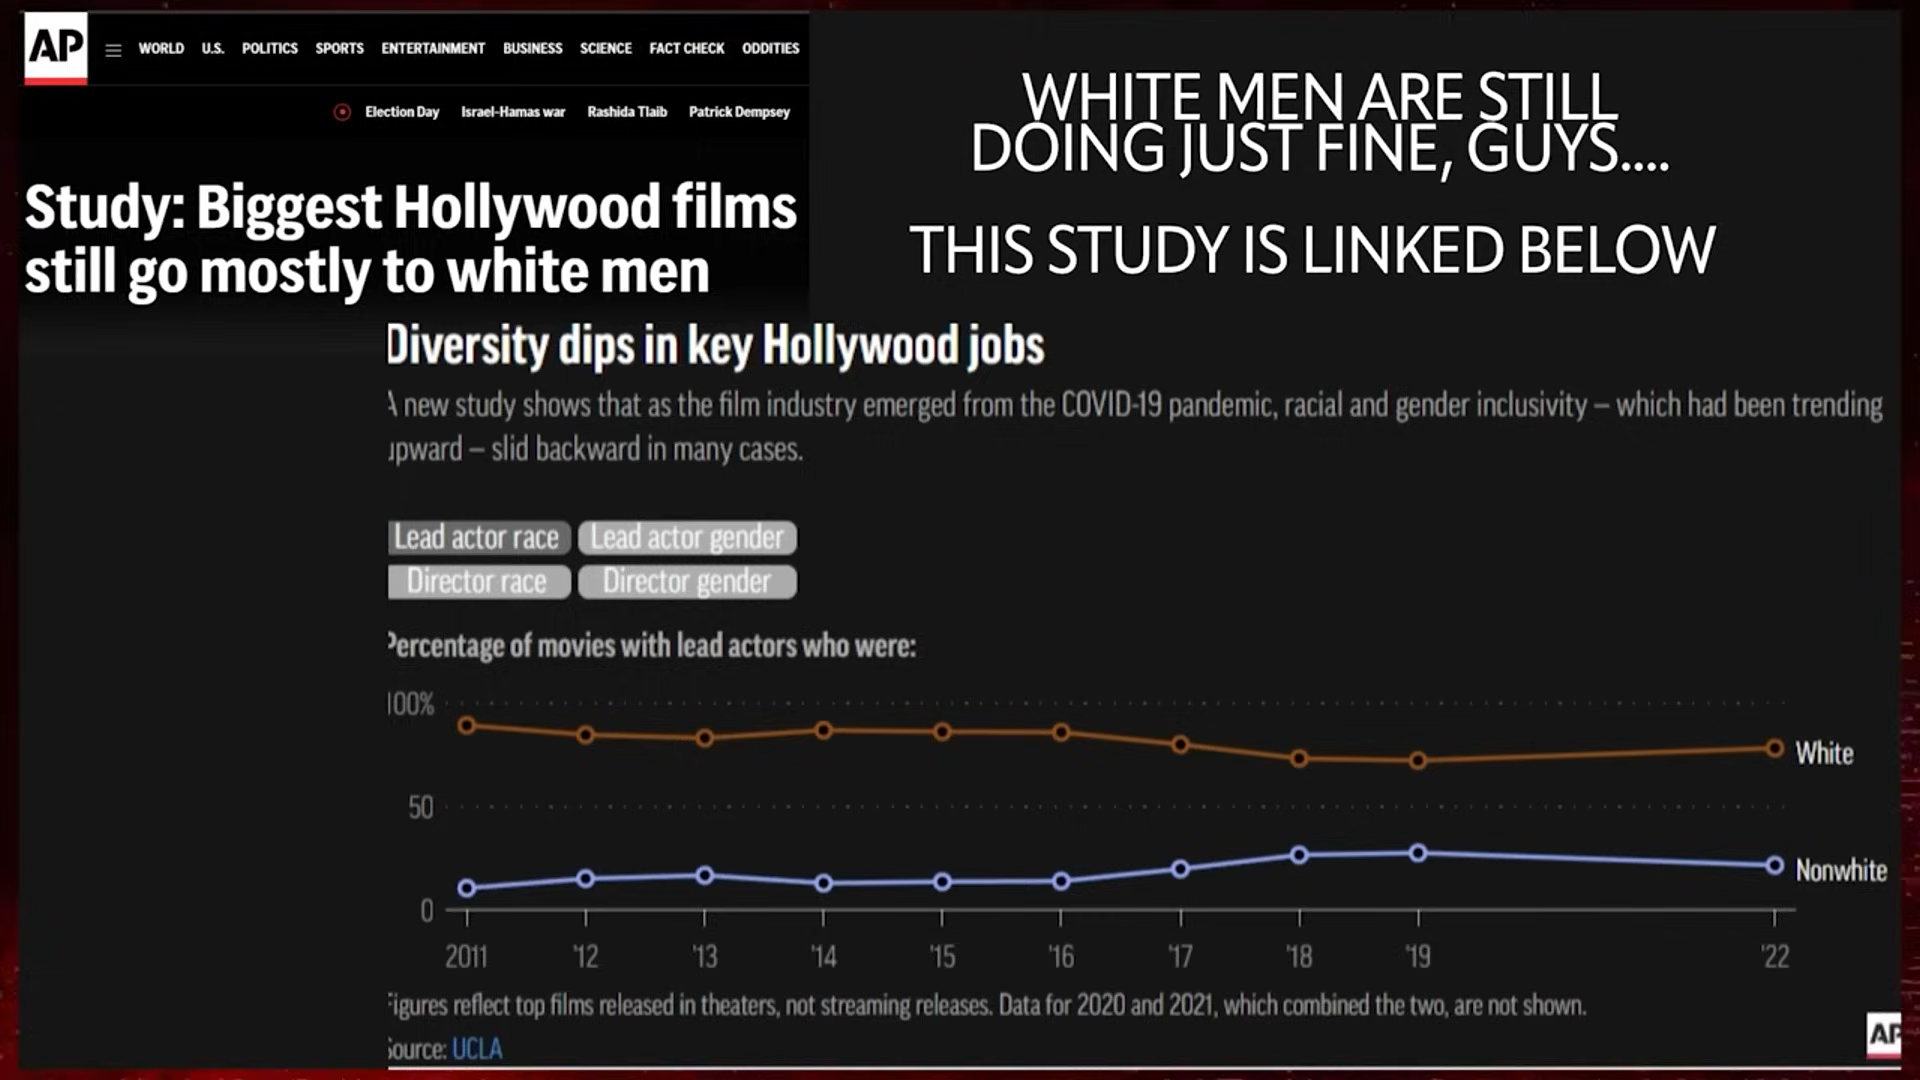 AP
WORLD U.S. POLITICS SPORTS ENTERTAINMENT BUSINESS SCIENCE FACT CHECK ODDITIES
Election Day Israel-Hamas war Rashida Tlaib Patrick Dempsey
Study: Biggest Hollywood films
still go mostly to white men
WHITE MEN ARE STILL
DOING JUST FINE, GUYS....
THIS STUDY IS LINKED BELOW
Diversity dips in key Hollywood jobs
A new study shows that as the film industry emerged from the COVID-19 pandemic, racial and gender inclusivity – which had been trending
upward – slid backward in many cases.
Lead actor race Lead actor gender
Director race Director gender
Percentage of movies with lead actors who were:
100%
White
50
Nonwhite
0
2011 '12 '13 '14 '15 '16 '17 '18 '19 '22
Figures reflect top films released in theaters, not streaming releases. Data for 2020 and 2021, which combined the two, are not shown.
Source: UCLA
AP